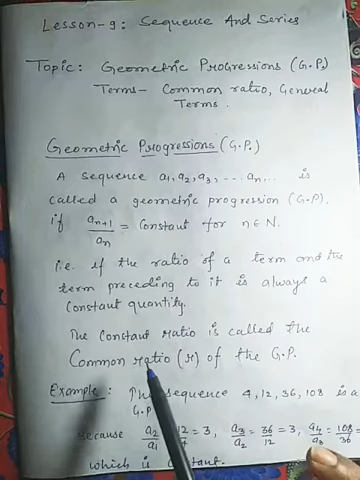 Lesson-9: Sequence And Series
Topic: Geometric Progressions (G.P.)
Terms- Common ratio, General
Terms.
Geometric Progressions (G.P.)
A sequence a₁, a₂, a₃, --- aₙ... is
called a geometric progression (G.P).
if aₙ₊₁/aₙ = Constant for n ∈ N.
i.e. if the ratio of a term and the
term preceding to it is always a
Constant quantity.
The Constant ratio is called the
Common ratio (r) of the G.P.
Example: The sequence 4, 12, 36, 108 is a
G.P
Because a₂/a₁ = 12/4 = 3, a₃/a₂ = 36/12 = 3, a₄/a₃ = 108/36 =
which is Constant.